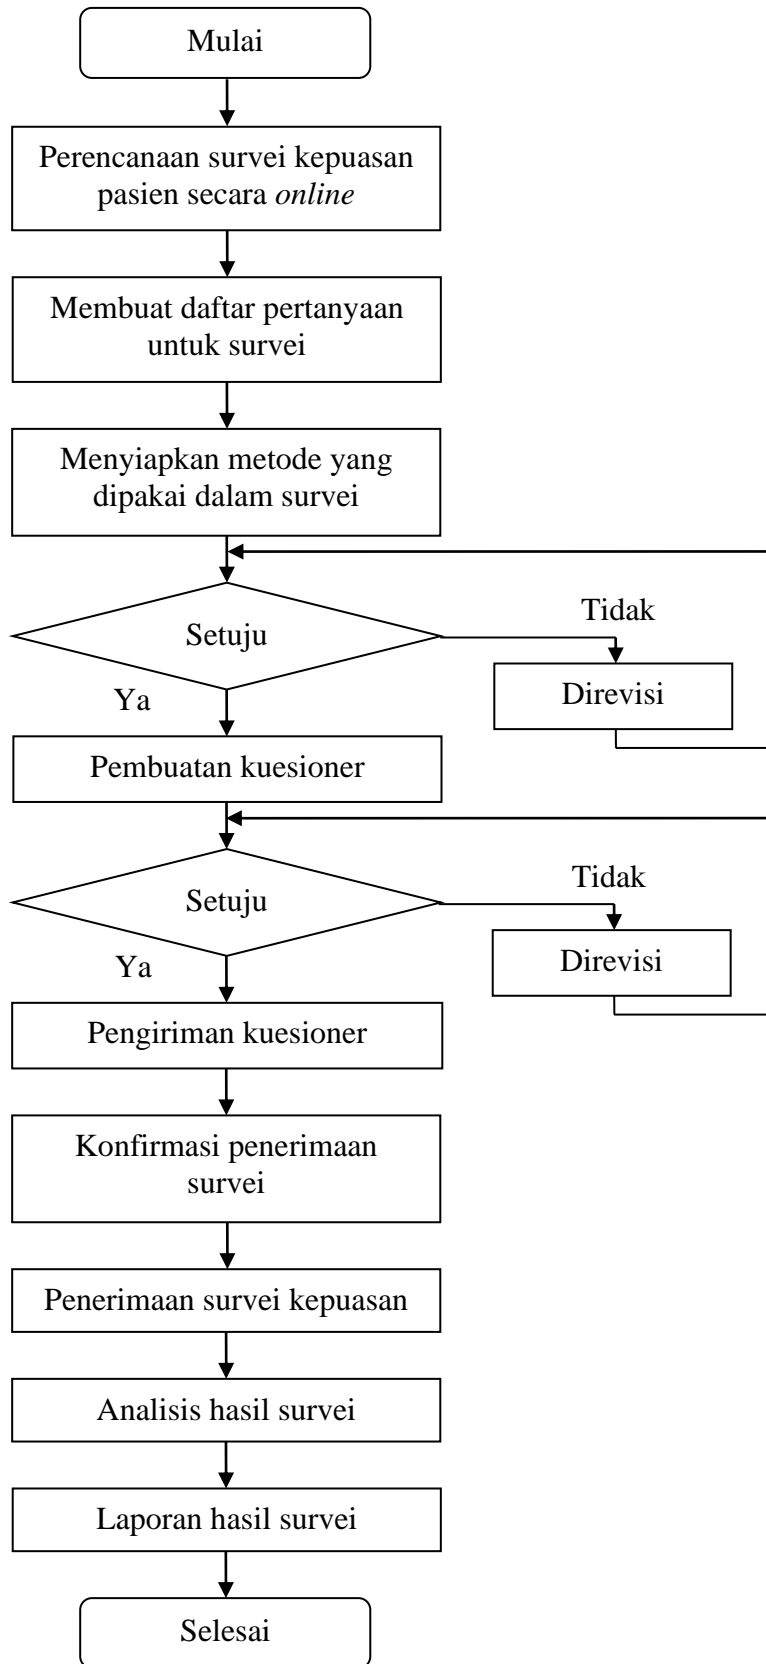 Mulai
Perencanaan survei kepuasan
pasien secara online
Membuat daftar pertanyaan
untuk survei
Menyiapkan metode yang
dipakai dalam survei
Setuju
Tidak
Direvisi
Ya
Pembuatan kuesioner
Setuju
Tidak
Direvisi
Ya
Pengiriman kuesioner
Konfirmasi penerimaan
survei
Penerimaan survei kepuasan
Analisis hasil survei
Laporan hasil survei
Selesai